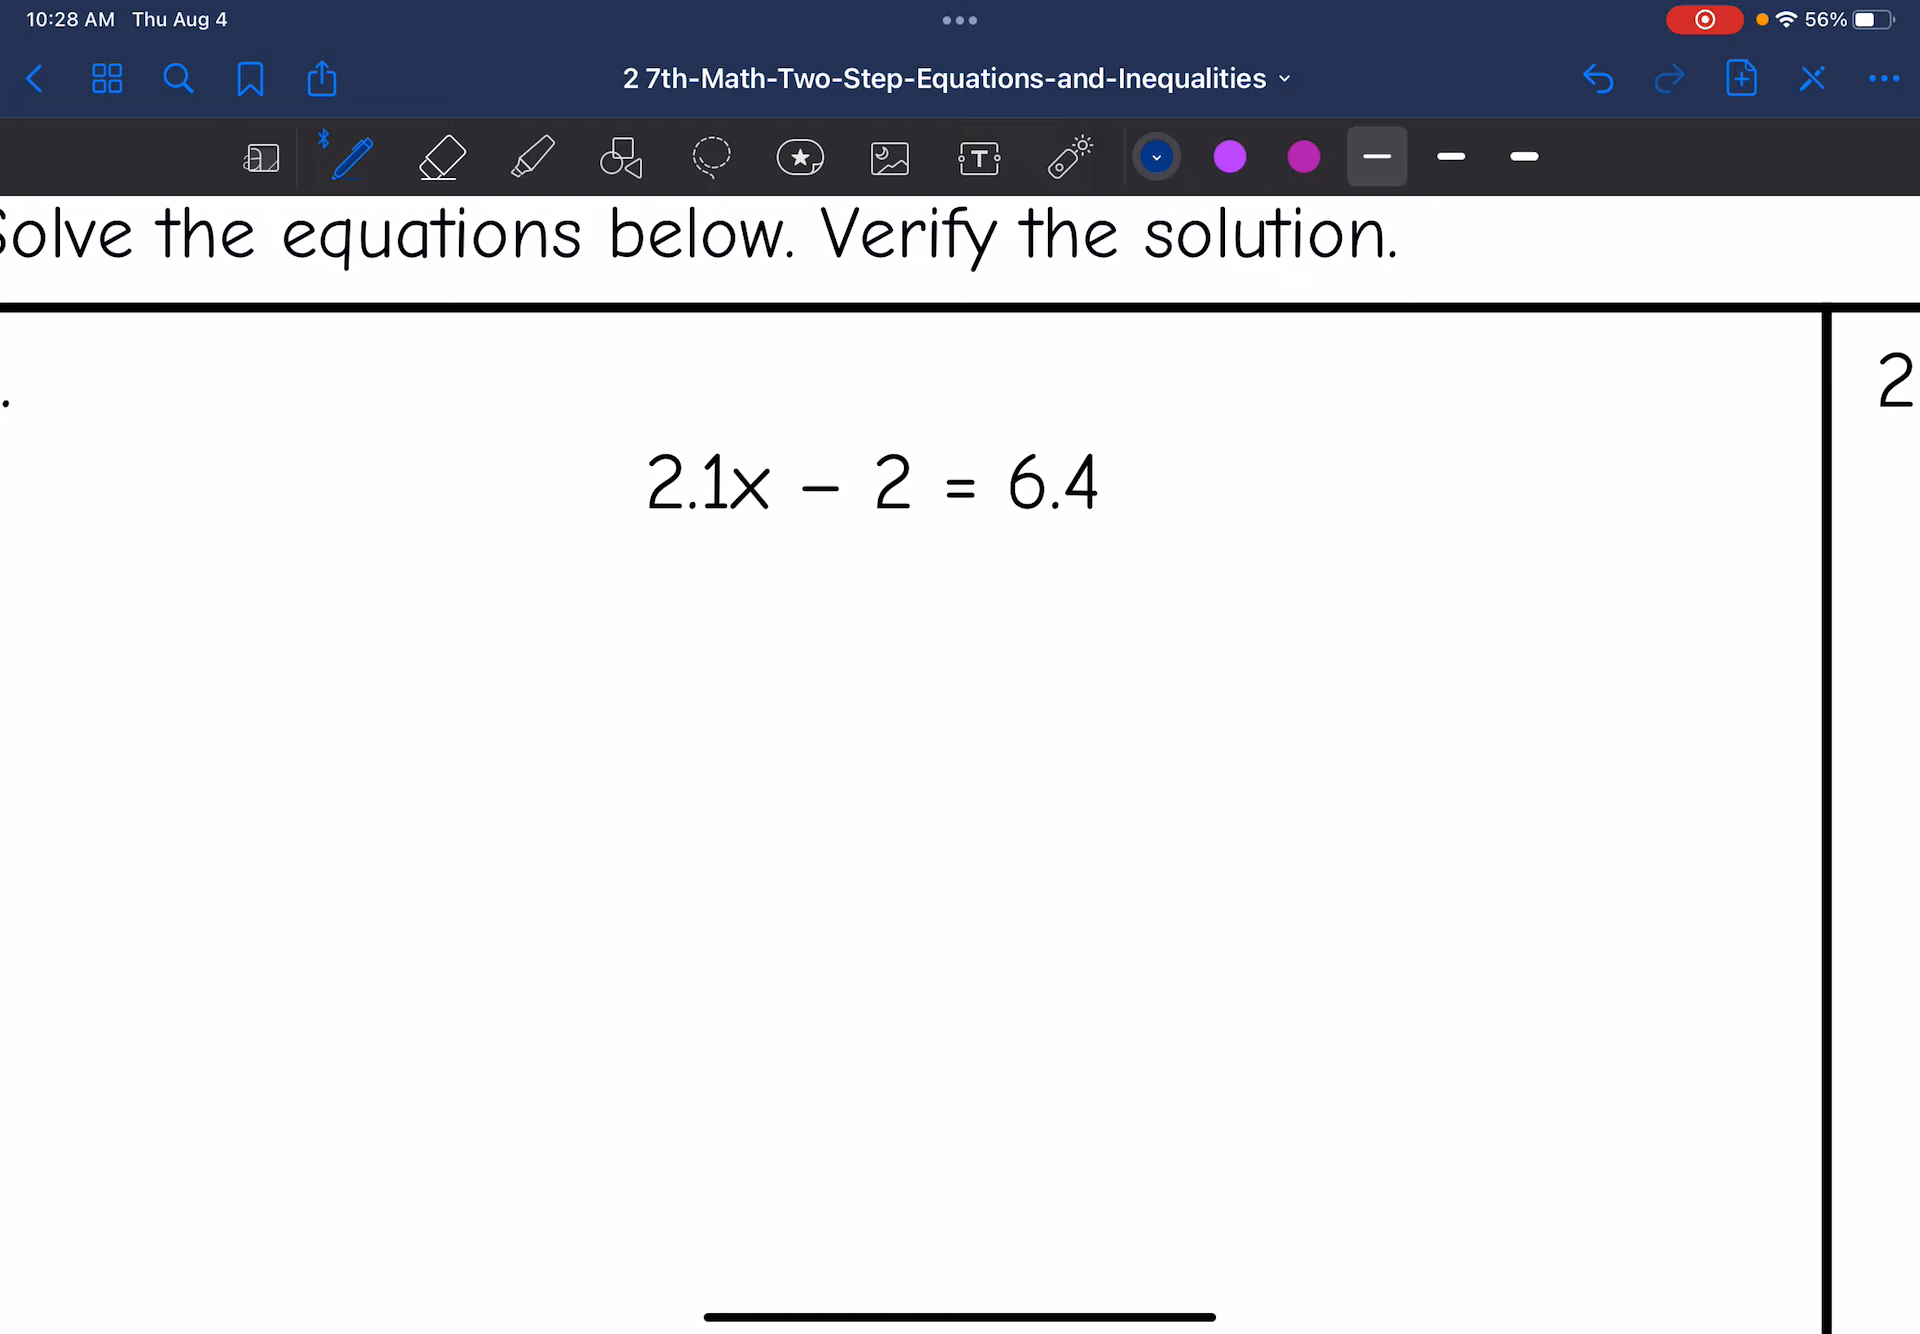 10:28 AM Thu Aug 4
56%
2 7th-Math-Two-Step-Equations-and-Inequalities
T
Solve the equations below. Verify the solution.
.
2
2.1x – 2 = 6.4